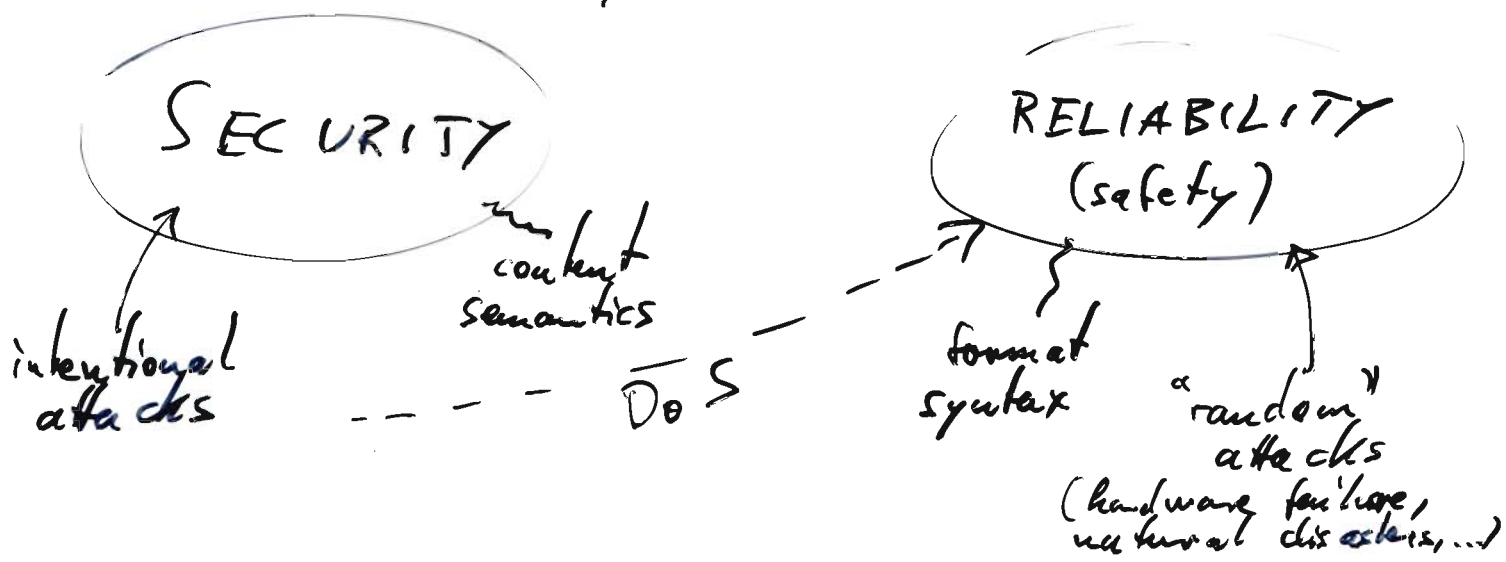 SECURITY
RELIABILITY
(safety)
content
semantics
intentional
attacks
DoS
format
syntax
"random"
attacks
(hardware failure,
natural disasters,...)